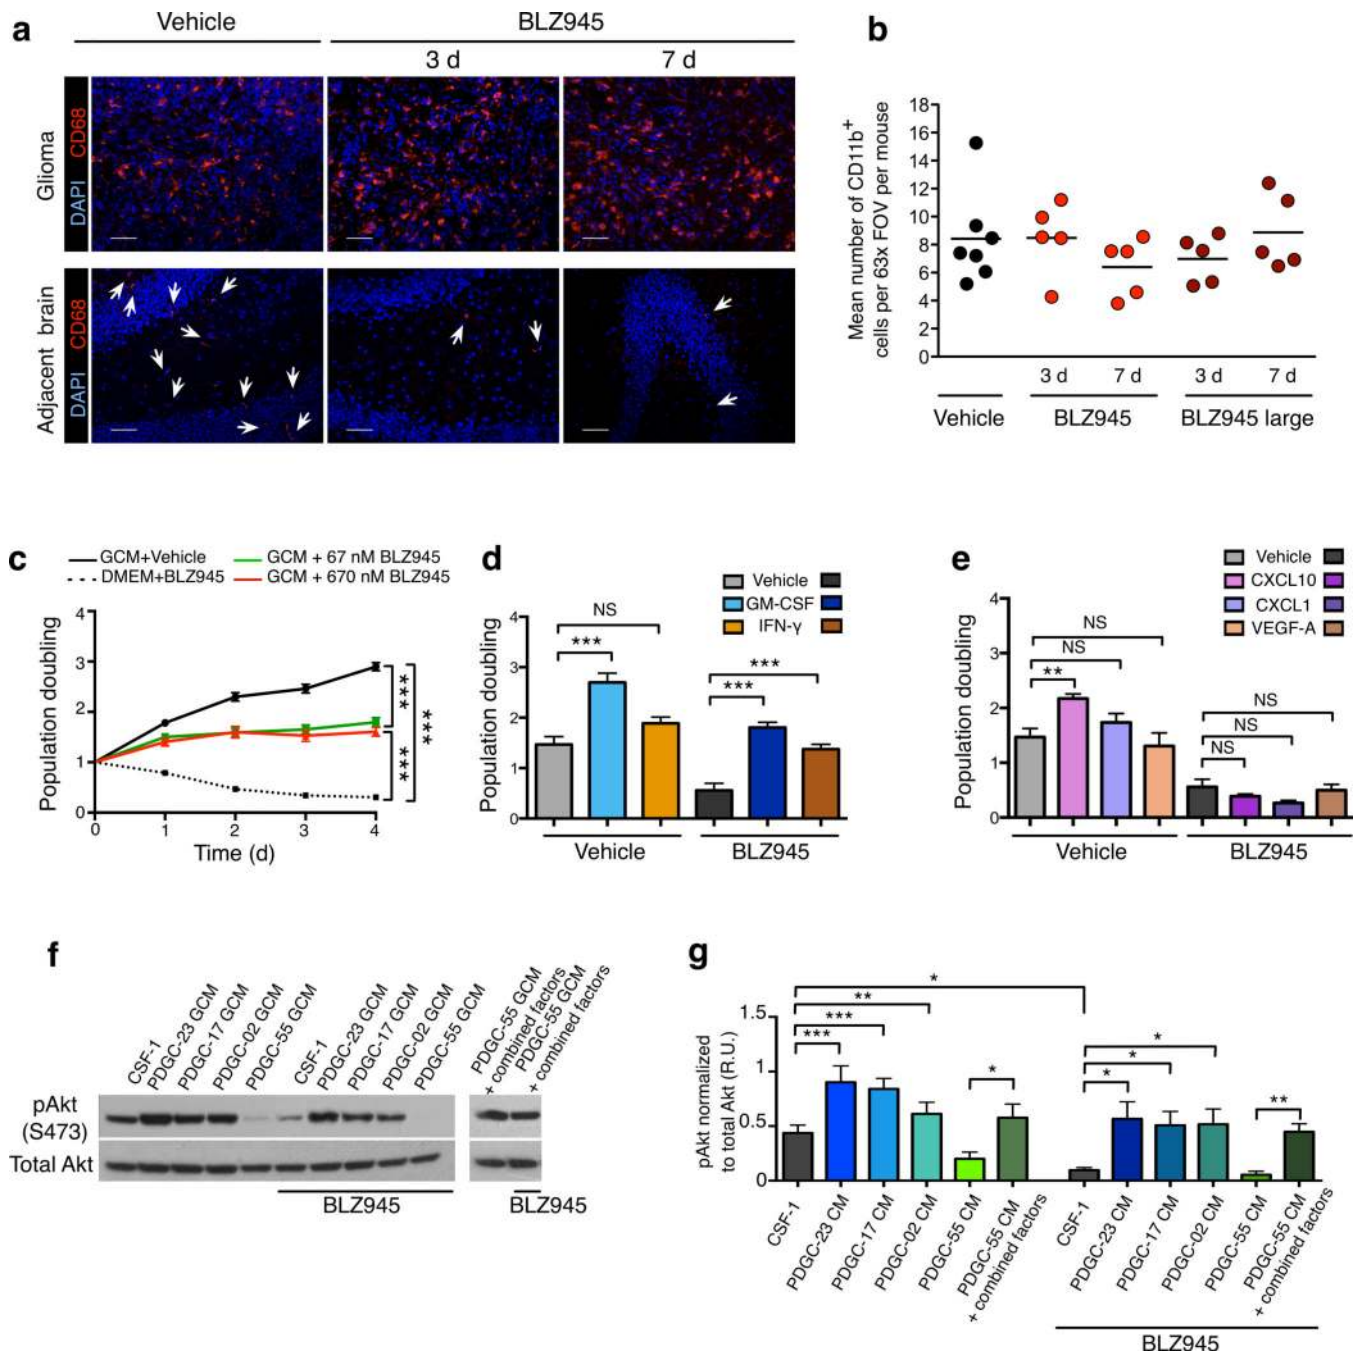 a
Vehicle
BLZ945
3 d
7 d
Glioma
DAPI CD68
Adjacent brain
DAPI CD68
b
Mean number of CD11b+
cells per 63x FOV per mouse
18
16
14
12
10
8
6
4
2
0
3 d 7 d 3 d 7 d
Vehicle BLZ945 BLZ945 large
c
GCM+Vehicle GCM + 67 nM BLZ945
DMEM+BLZ945 GCM + 670 nM BLZ945
Population doubling
4
3
2
1
0
0 1 2 3 4
Time (d)
***
***
***
d
Vehicle
GM-CSF
IFN-γ
Population doubling
4
3
2
1
0
NS
***
***
***
Vehicle BLZ945
e
Vehicle
CXCL10
CXCL1
VEGF-A
Population doubling
4
3
2
1
0
NS
NS
**
NS
NS
NS
Vehicle BLZ945
f
CSF-1
PDGC-23 GCM
PDGC-17 GCM
PDGC-02 GCM
PDGC-55 GCM
CSF-1
PDGC-23 GCM
PDGC-17 GCM
PDGC-02 GCM
PDGC-55 GCM
PDGC-55 GCM
+ combined factors
PDGC-55 GCM
+ combined factors
pAkt
(S473)
Total Akt
BLZ945 BLZ945
g
pAkt normalized
to total Akt (R.U.)
1.5
1
0.5
0
*
**
***
***
*
*
*
*
**
CSF-1
PDGC-23 CM
PDGC-17 CM
PDGC-02 CM
PDGC-55 CM
PDGC-55 CM
+ combined factors
CSF-1
PDGC-23 CM
PDGC-17 CM
PDGC-02 CM
PDGC-55 CM
PDGC-55 CM
+ combined factors
BLZ945